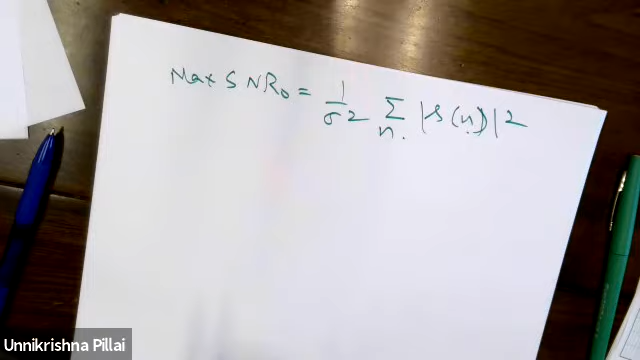 Max SNR₀ = 1/σ² Σₙ |s(n)|²
Unnikrishna Pillai